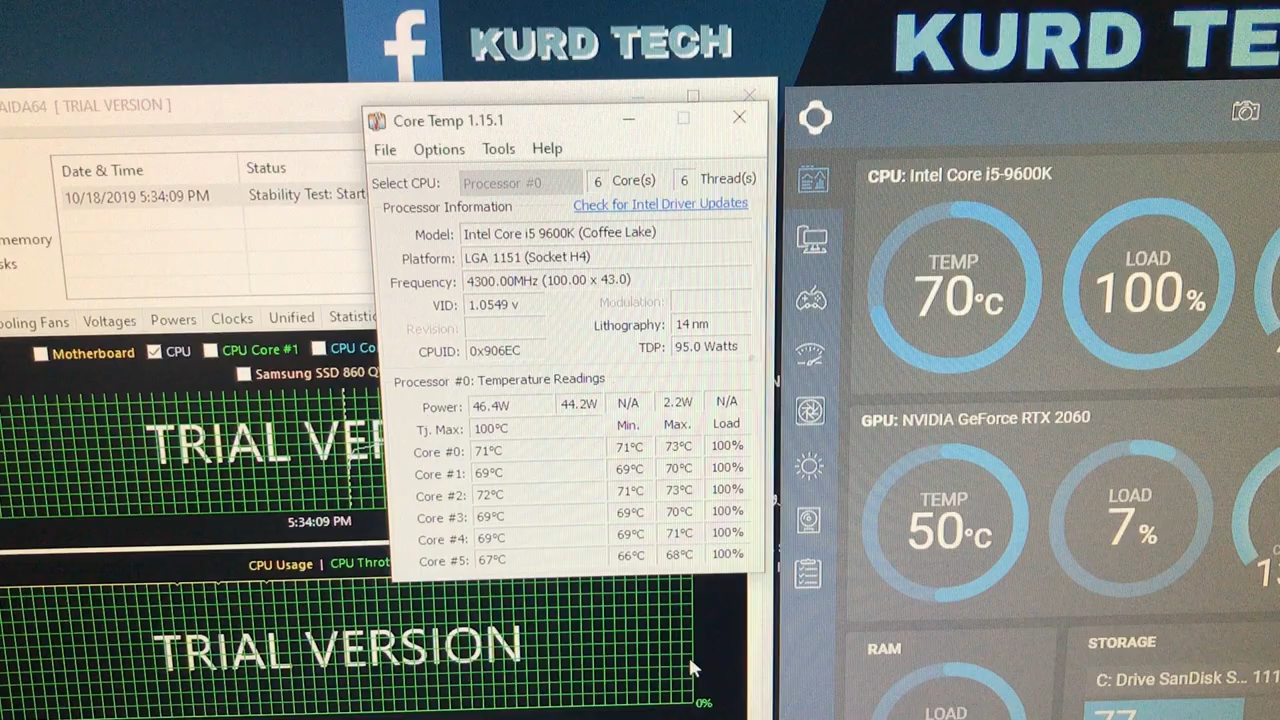 f
KURD TECH
KURD TE
AIDA64 [ TRIAL VERSION ]
Date & Time
Status
10/18/2019 5:34:09 PM
Stability Test: Start
memory
sks
ooling Fans
Voltages
Powers
Clocks
Unified
Statistic
Motherboard
CPU
CPU Core #1
CPU Co
Samsung SSD 860 Q
TRIAL VE
5:34:09 PM
CPU Usage | CPU Throt
TRIAL VERSION
0%
Core Temp 1.15.1
File Options Tools Help
Select CPU: Processor #0 6 Core(s) 6 Thread(s)
Processor Information Check for Intel Driver Updates
Model: Intel Core i5 9600K (Coffee Lake)
Platform: LGA 1151 (Socket H4)
Frequency: 4300.00MHz (100.00 x 43.0)
VID: 1.0549 v Modulation:
Revision: Lithography: 14 nm
CPUID: 0x906EC TDP: 95.0 Watts
Processor #0: Temperature Readings
Power: 46.4W 44.2W N/A 2.2W N/A
Tj. Max: 100°C Min. Max. Load
Core #0: 71°C 71°C 73°C 100%
Core #1: 69°C 69°C 70°C 100%
Core #2: 72°C 71°C 73°C 100%
Core #3: 69°C 69°C 70°C 100%
Core #4: 69°C 69°C 71°C 100%
Core #5: 67°C 66°C 68°C 100%
CPU: Intel Core i5-9600K
TEMP
70°C
LOAD
100%
GPU: NVIDIA GeForce RTX 2060
TEMP
50°C
LOAD
7%
RAM
LOAD
STORAGE
C: Drive SanDisk S... 111
77